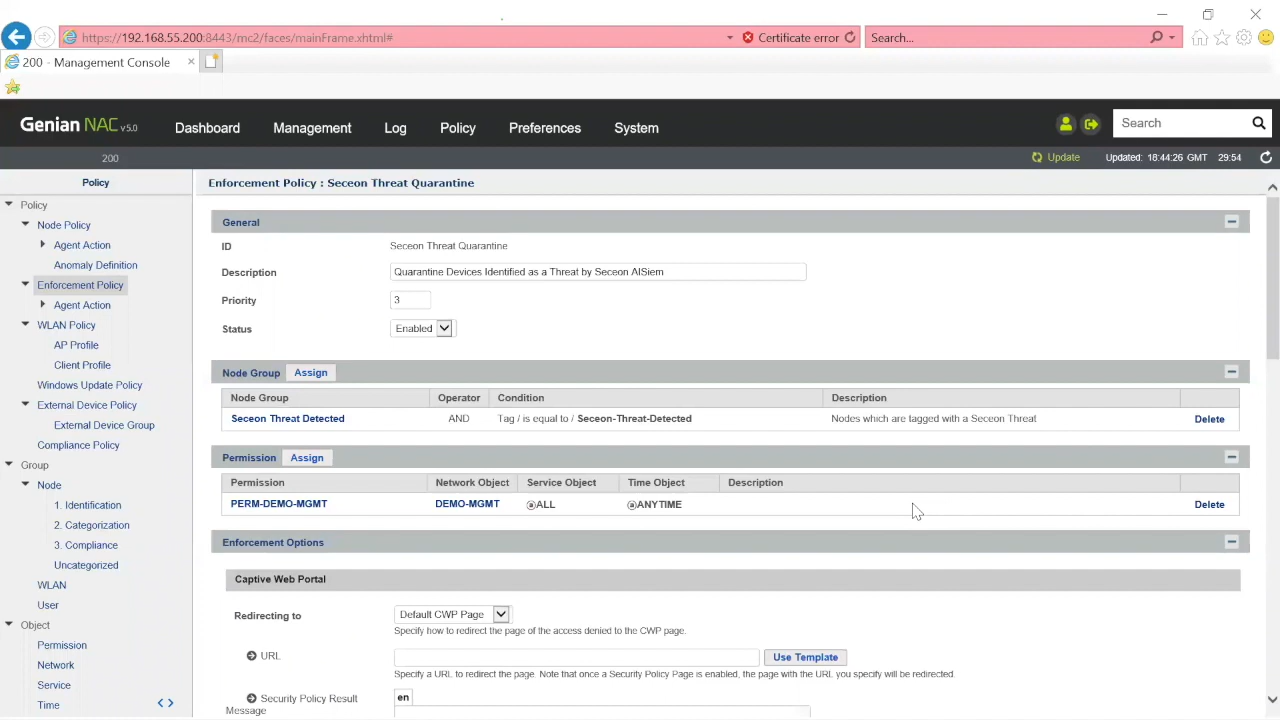 https://192.168.55.200:8443/mc2/faces/mainFrame.xhtml#
Certificate error
Search...
200 - Management Console
Genian NAC v5.0
Dashboard
Management
Log
Policy
Preferences
System
Search
200
Update
Updated: 18:44:26 GMT
29:54
Policy
Policy
Node Policy
Agent Action
Anomaly Definition
Enforcement Policy
Agent Action
WLAN Policy
AP Profile
Client Profile
Windows Update Policy
External Device Policy
External Device Group
Compliance Policy
Group
Node
1. Identification
2. Categorization
3. Compliance
Uncategorized
WLAN
User
Object
Permission
Network
Service
Time
Enforcement Policy : Seceon Threat Quarantine
General
ID Seceon Threat Quarantine
Description Quarantine Devices Identified as a Threat by Seceon AISiem
Priority 3
Status Enabled
Node Group Assign
Node Group Operator Condition Description
Seceon Threat Detected AND Tag / is equal to / Seceon-Threat-Detected Nodes which are tagged with a Seceon Threat Delete
Permission Assign
Permission Network Object Service Object Time Object Description
PERM-DEMO-MGMT DEMO-MGMT ALL ANYTIME Delete
Enforcement Options
Captive Web Portal
Redirecting to Default CWP Page
Specify how to redirect the page of the access denied to the CWP page.
URL Use Template
Specify a URL to redirect the page. Note that once a Security Policy Page is enabled, the page with the URL you specify will be redirected.
Security Policy Result en
Message